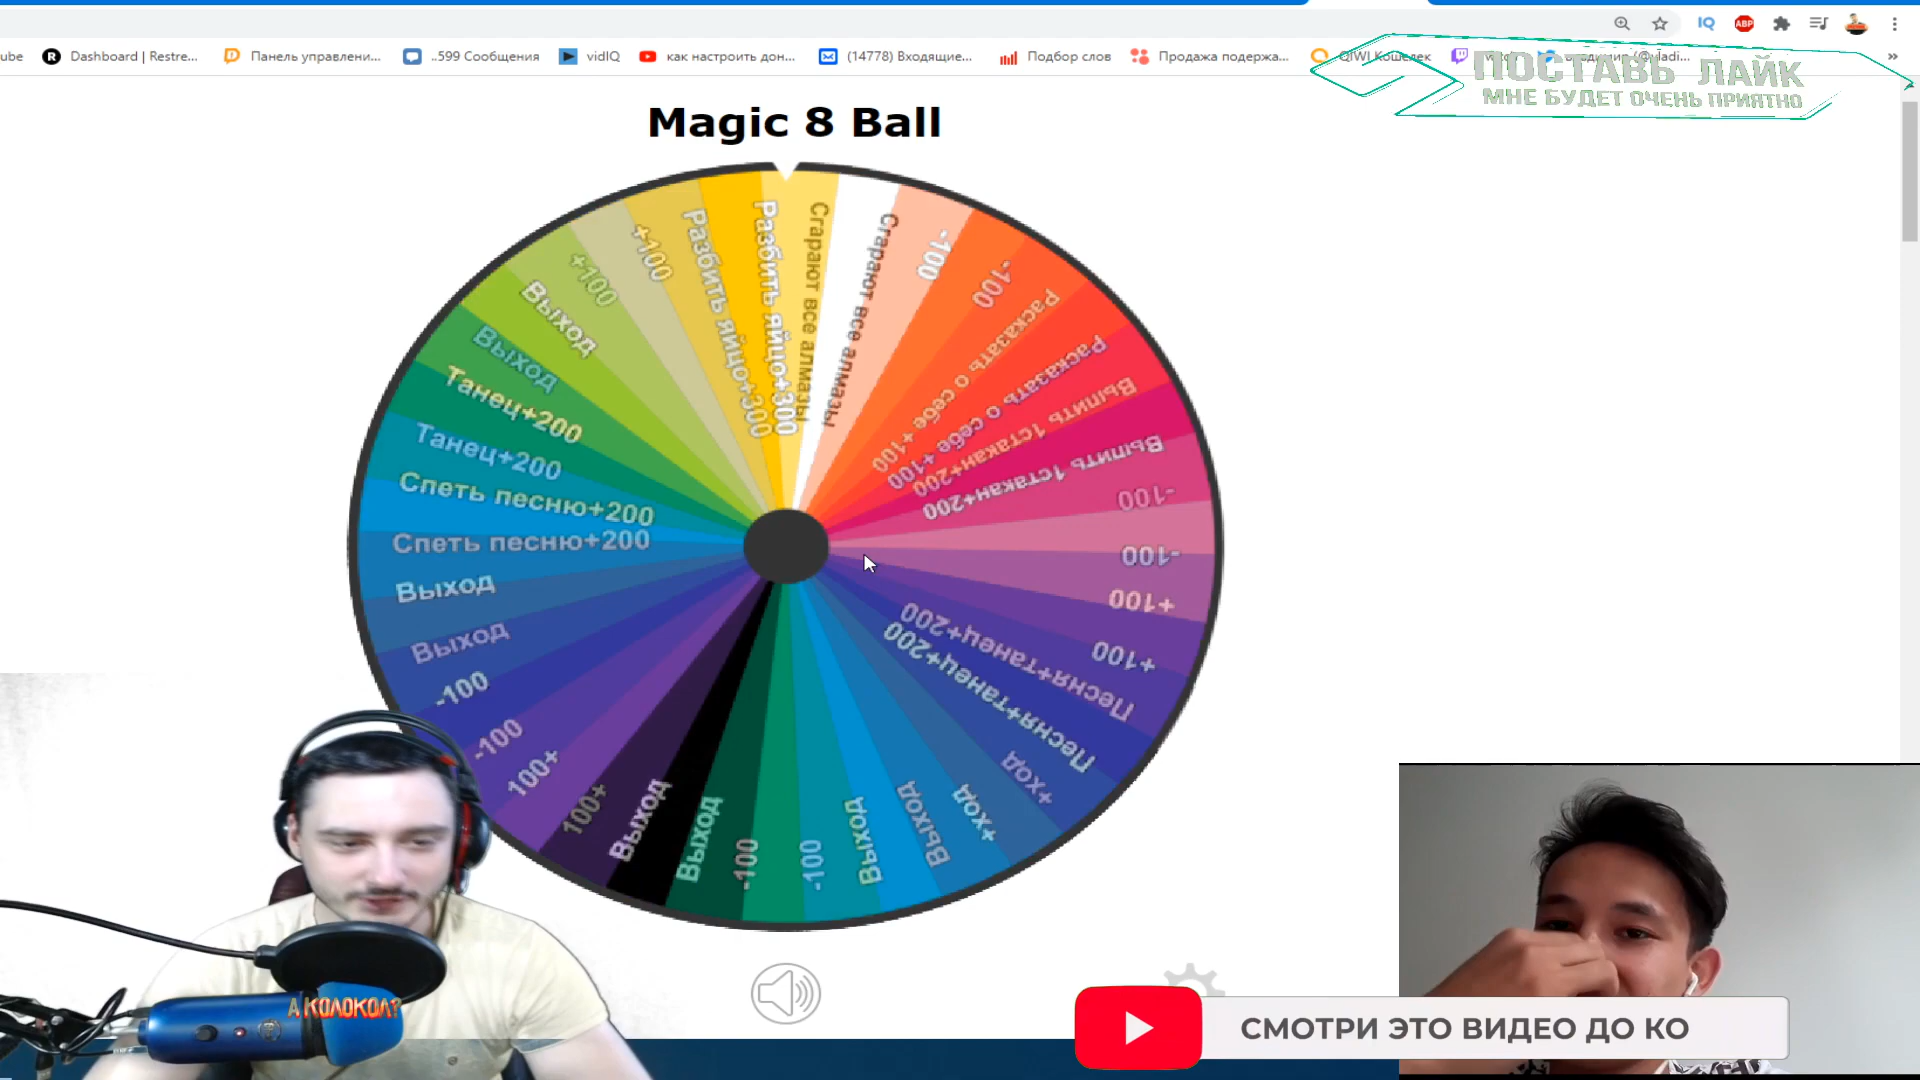 ube
Dashboard | Restre...
Панель управлени...
..599 Сообщения
vidIQ
как настроить дон...
(14778) Входящие...
Подбор слов
Продажа подержа...
QIWI Кошелек
IQ
ABP
ПОСТАВЬ ЛАЙК
МНЕ БУДЕТ ОЧЕНЬ ПРИЯТНО
Magic 8 Ball
Сгарают все алмазы
Сгарают все алмазы
-100
-100
Расказать о себе +100
Расказать о себе +100
Выпить 1стакан+200
Выпить 1стакан+200
-100
-100
+100
+100
Песня+танец+200
Песня+танец+200
+ход
+ход
Выход
Выход
-100
-100
Выход
Выход
100+
100+
-100
-100
Выход
Выход
Спеть песню+200
Спеть песню+200
Танец+200
Танец+200
Выход
Выход
+100
+100
Разбить яйцо+300
Разбить яйцо+300
А КОЛОКОЛ?
СМОТРИ ЭТО ВИДЕО ДО КО